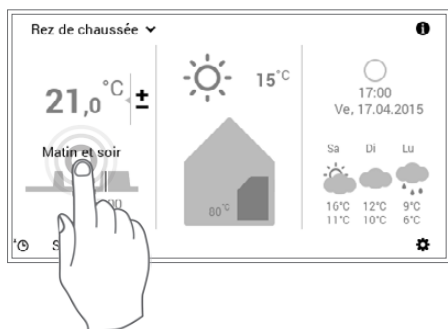 Rez de chaussée
21,0 °C ±
15°C
17:00
Ve, 17.04.2015
Matin et soir
Sa Di Lu
80 °C
16°C 12°C 9°C
11°C 10°C 6°C